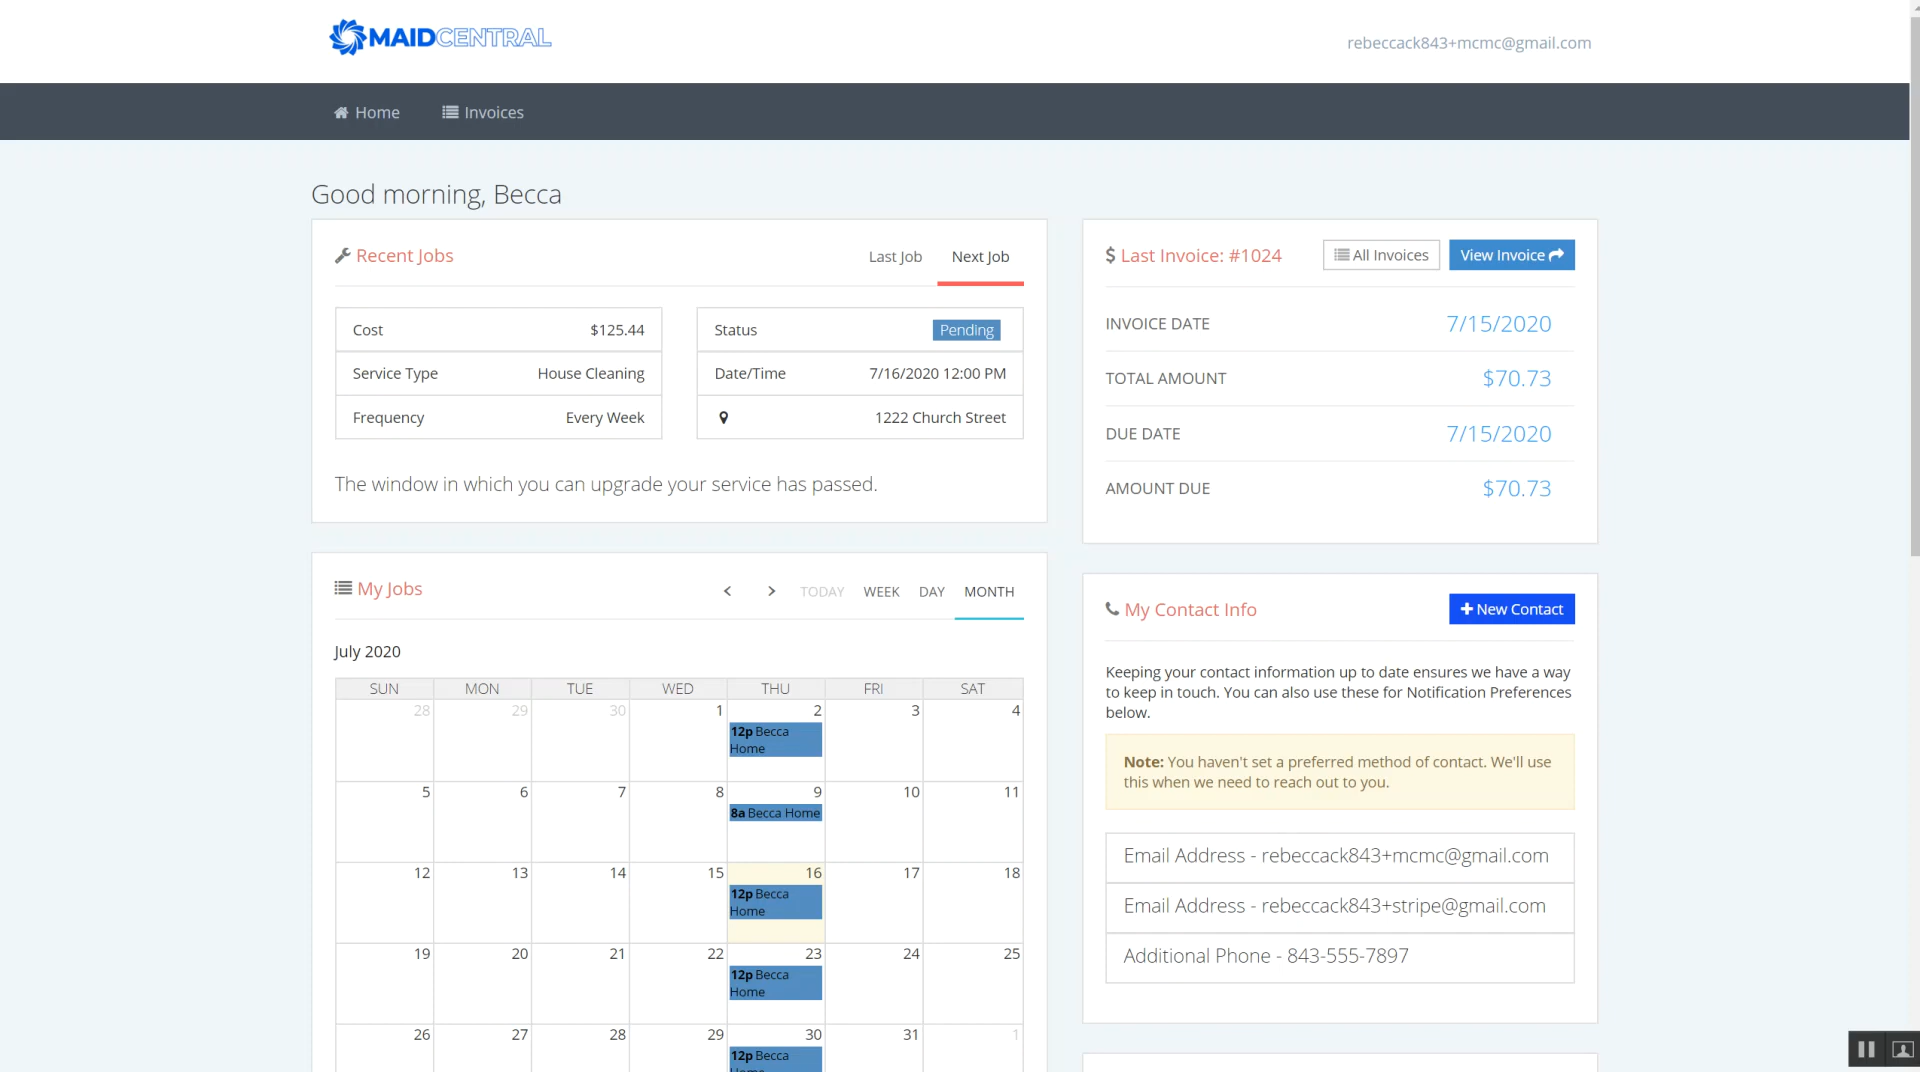 MAIDCENTRAL
rebeccack843+mcmc@gmail.com
Home
Invoices
Good morning, Becca
Recent Jobs
Last Job
Next Job
Cost $125.44
Service Type House Cleaning
Frequency Every Week
Status Pending
Date/Time 7/16/2020 12:00 PM
1222 Church Street
The window in which you can upgrade your service has passed.
$ Last Invoice: #1024
All Invoices
View Invoice
INVOICE DATE 7/15/2020
TOTAL AMOUNT $70.73
DUE DATE 7/15/2020
AMOUNT DUE $70.73
My Jobs
< > TODAY WEEK DAY MONTH
July 2020
SUN MON TUE WED THU FRI SAT
28 29 30 1 2 3 4
12p Becca
Home
5 6 7 8 9 10 11
8a Becca Home
12 13 14 15 16 17 18
12p Becca
Home
19 20 21 22 23 24 25
12p Becca
Home
26 27 28 29 30 31 1
12p Becca
My Contact Info
+ New Contact
Keeping your contact information up to date ensures we have a way
to keep in touch. You can also use these for Notification Preferences
below.
Note: You haven't set a preferred method of contact. We'll use
this when we need to reach out to you.
Email Address - rebeccack843+mcmc@gmail.com
Email Address - rebeccack843+stripe@gmail.com
Additional Phone - 843-555-7897